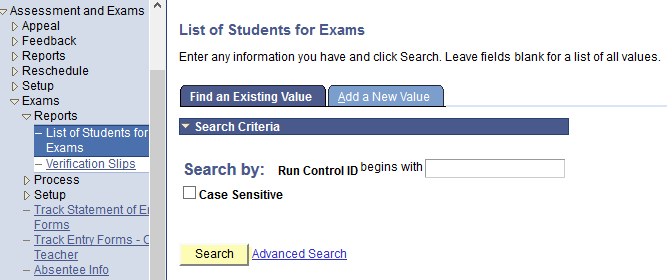 Assessment and Exams
Appeal
Feedback
Reports
Reschedule
Setup
Exams
Reports
List of Students for
Exams
Verification Slips
Process
Setup
Track Statement of
Forms
Track Entry Forms - C
Teacher
Absentee Info
List of Students for Exams
Enter any information you have and click Search. Leave fields blank for a list of all values.
Find an Existing Value
Add a New Value
Search Criteria
Search by: Run Control ID begins with
Case Sensitive
Search Advanced Search